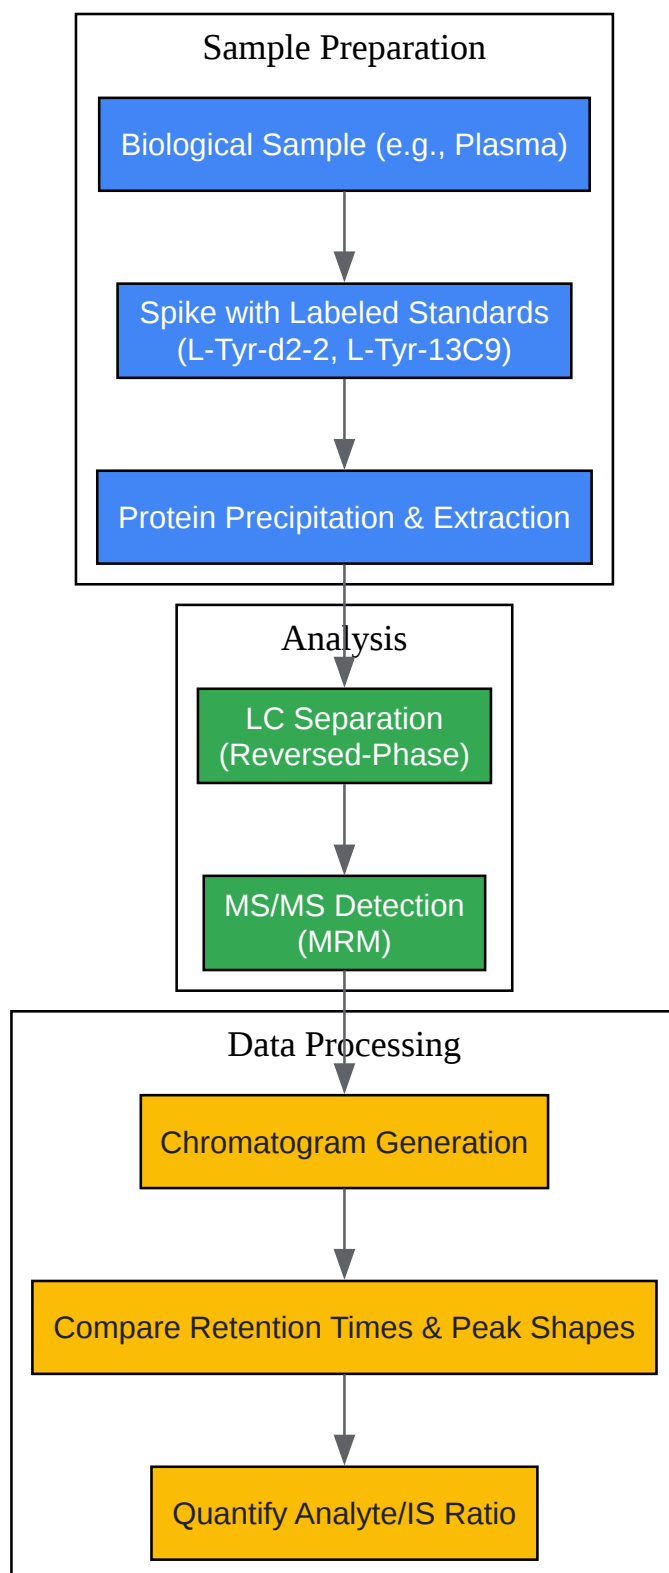 Sample Preparation
Biological Sample (e.g., Plasma)
Spike with Labeled Standards
(L-Tyr-d2-2, L-Tyr-13C9)
Protein Precipitation & Extraction
Analysis
LC Separation
(Reversed-Phase)
MS/MS Detection
(MRM)
Data Processing
Chromatogram Generation
Compare Retention Times & Peak Shapes
Quantify Analyte/IS Ratio